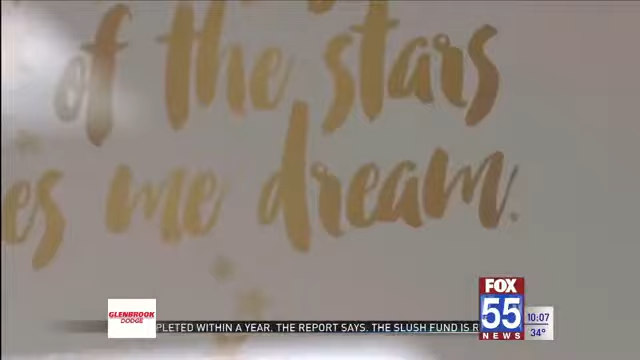 of the stars
es me dream.
FOX
55
NEWS
10:07
34°
GLENBROOK
DODGE
PLETED WITHIN A YEAR. THE REPORT SAYS. THE SLUSH FUND IS R